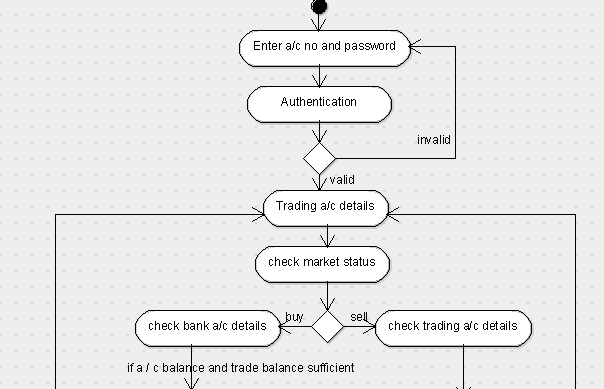 Enter a/c no and password
Authentication
invalid
valid
Trading a/c details
check market status
buy
sell
check bank a/c details
check trading a/c details
if a / c balance and trade balance sufficient